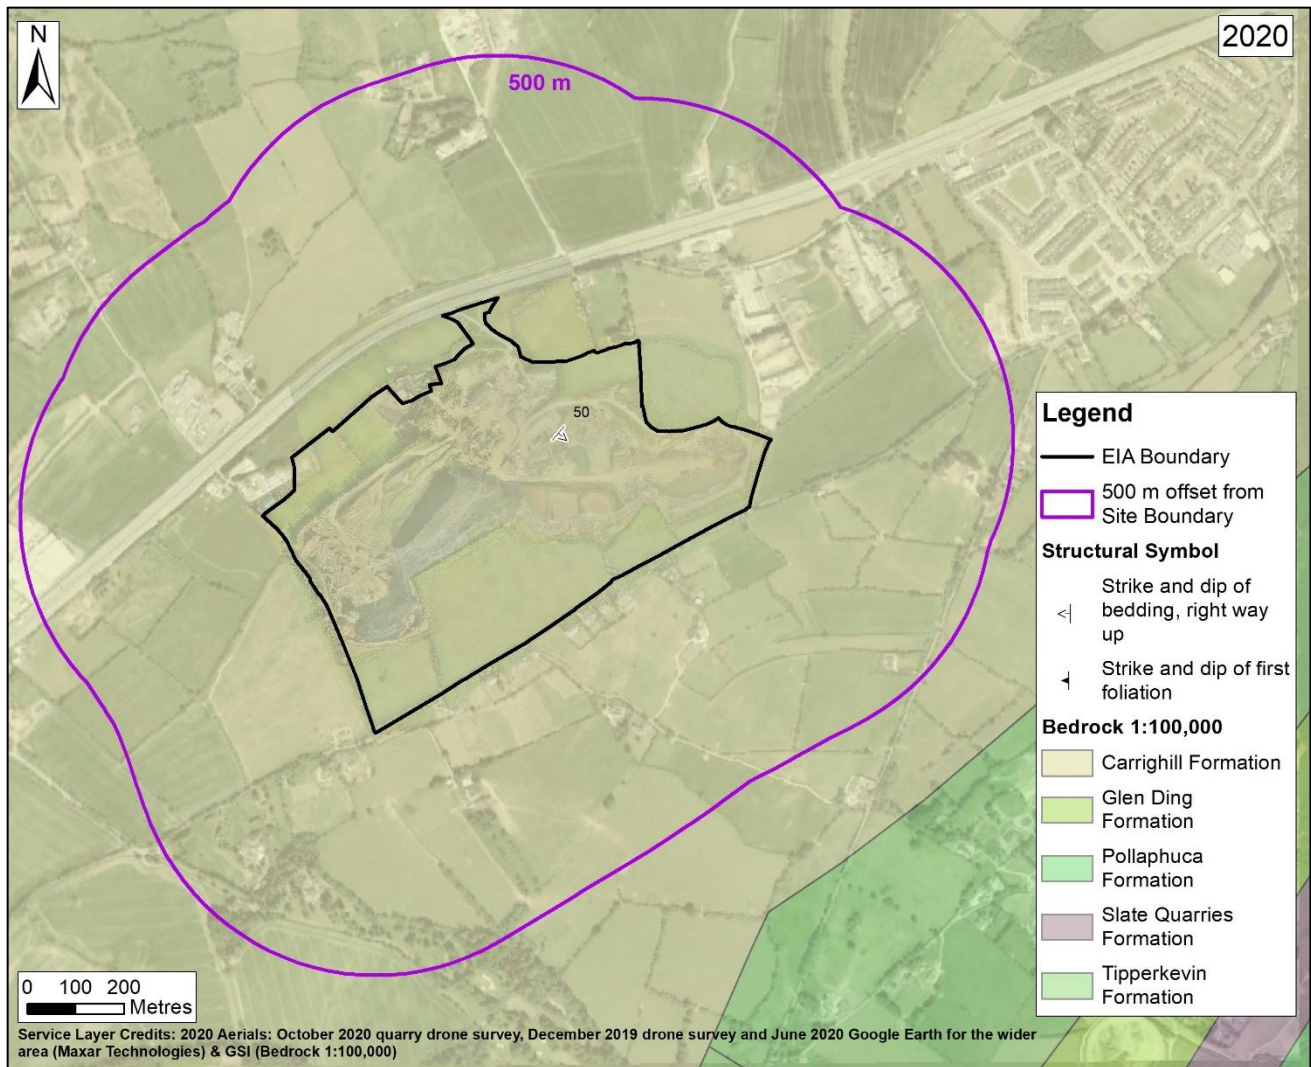 N
2020
500 m
50
Legend
EIA Boundary
500 m offset from
Site Boundary
Structural Symbol
Strike and dip of
bedding, right way
up
Strike and dip of first
foliation
Bedrock 1:100,000
Carrighill Formation
Glen Ding
Formation
Pollaphuca
Formation
Slate Quarries
Formation
Tipperkevin
Formation
0 100 200
Metres
Service Layer Credits: 2020 Aerials: October 2020 quarry drone survey, December 2019 drone survey and June 2020 Google Earth for the wider
area (Maxar Technologies) & GSI (Bedrock 1:100,000)